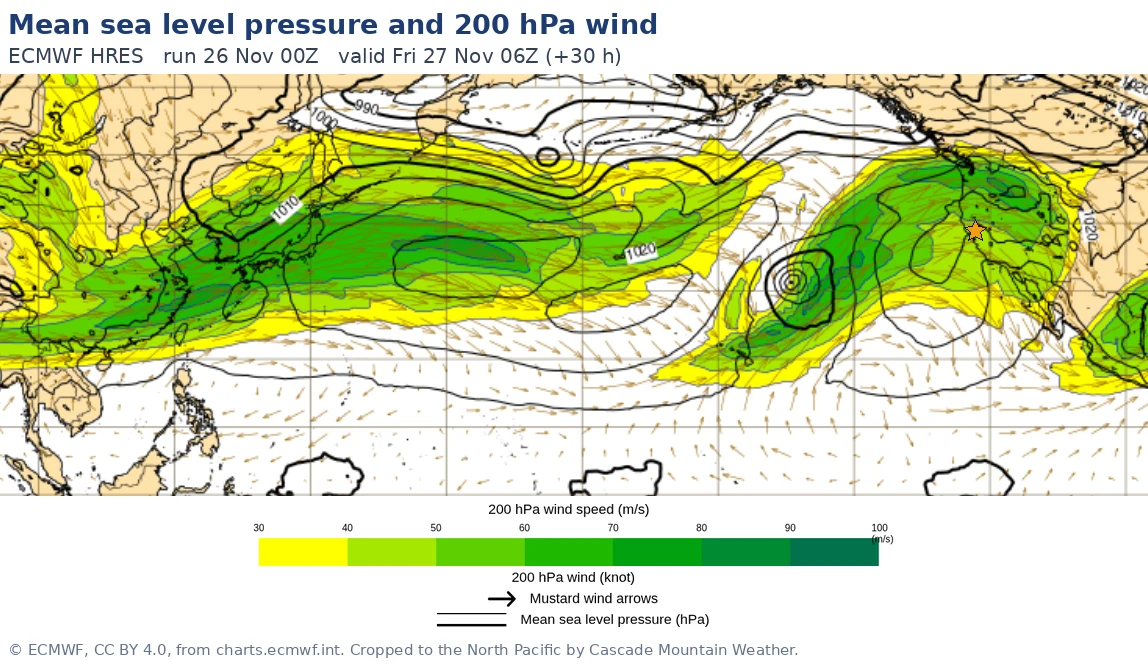 Mean sea level pressure and 200 hPa wind
ECMWF HRES run 26 Nov 00Z valid Fri 27 Nov 06Z (+30 h)
990
1000
1010
1020
1020
200 hPa wind speed (m/s)
30 40 50 60 70 80 90 100
(m/s)
200 hPa wind (knot)
Mustard wind arrows
Mean sea level pressure (hPa)
© ECMWF, CC BY 4.0, from charts.ecmwf.int. Cropped to the North Pacific by Cascade Mountain Weather.